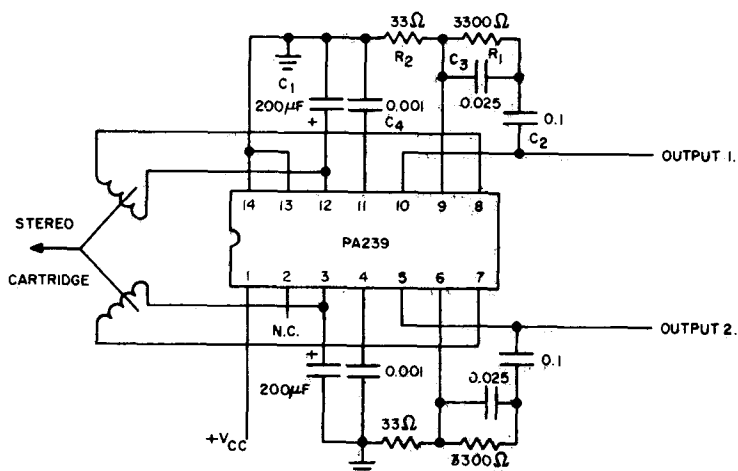 33Ω 3300Ω
R2 C3 R1
C1 0.025
200µF + 0.001 C4 0.1 C2
OUTPUT 1.
14 13 12 11 10 9 8
STEREO
CARTRIDGE
PA239
1 2 3 4 5 6 7
N.C.
OUTPUT 2.
+ 200µF 0.001 0.025 0.1
+VCC
33Ω 3300Ω